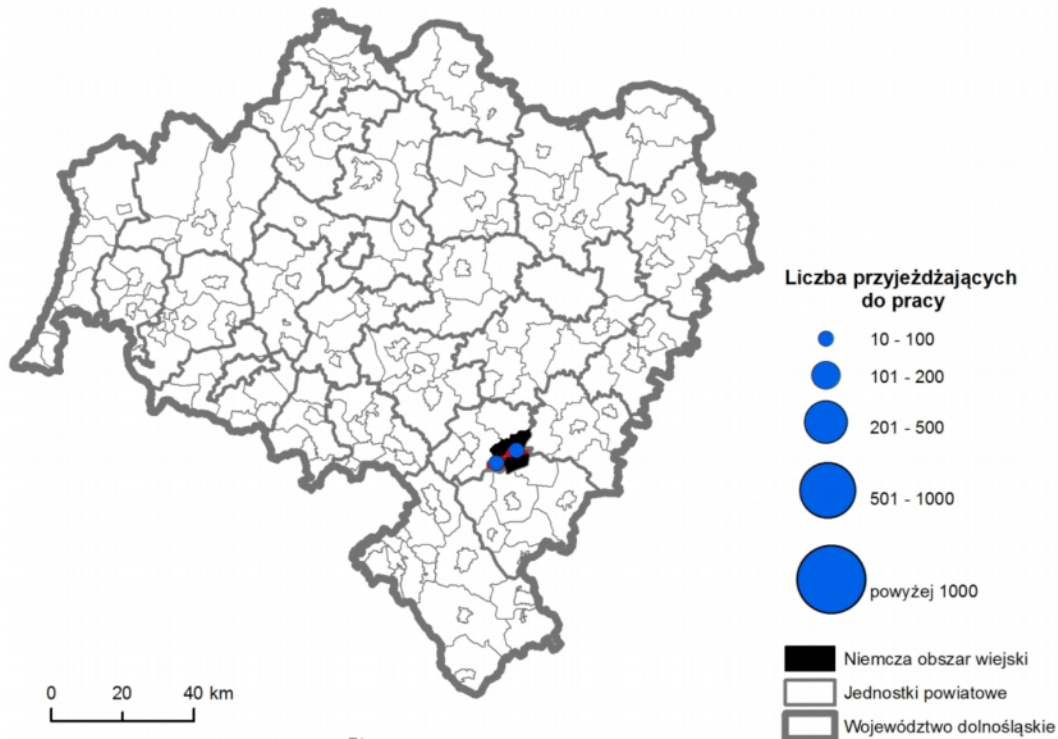 Liczba przyjeżdżających
do pracy
10 - 100
101 - 200
201 - 500
501 - 1000
powyżej 1000
Niemcza obszar wiejski
Jednostki powiatowe
Województwo dolnośląskie
0 20 40 km